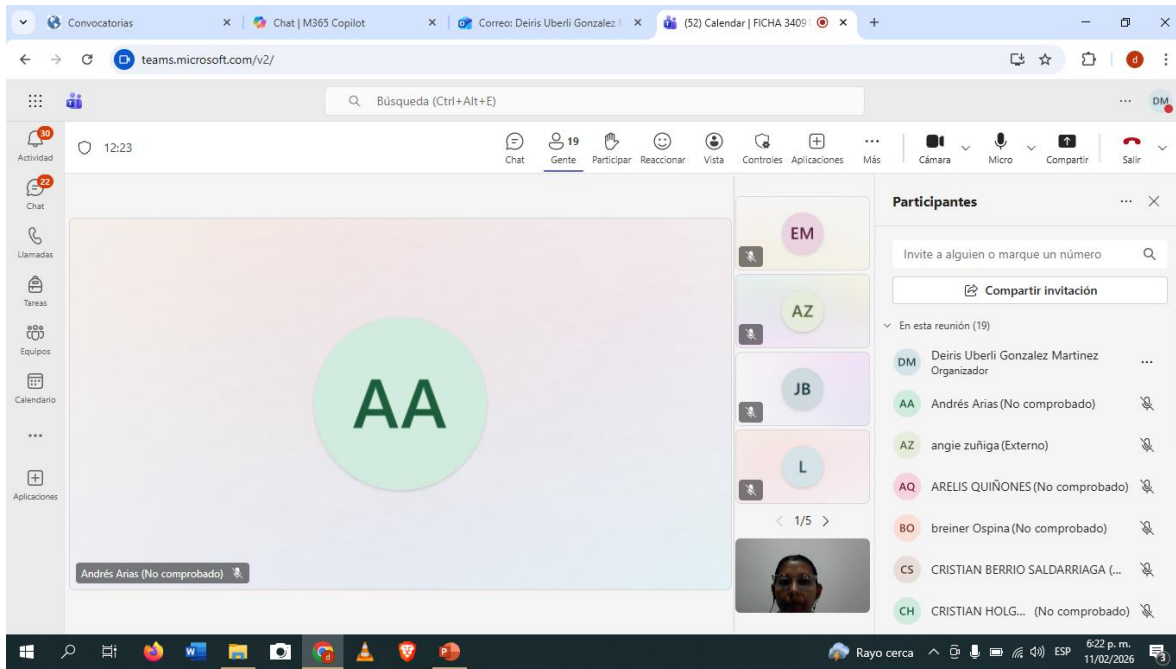 Convocatorias
Chat | M365 Copilot
Correo: Deiris Uberli Gonzalez
(52) Calendar | FICHA 3409
teams.microsoft.com/v2/
d
Búsqueda (Ctrl+Alt+E)
DM
30
Actividad
22
Chat
Llamadas
Tareas
Equipos
Calendario
Aplicaciones
12:23
Chat
19
Gente
Participar
Reaccionar
Vista
Controles
Aplicaciones
Más
Cámara
Micro
Compartir
Salir
AA
Andrés Arias (No comprobado)
EM
AZ
JB
L
1/5
Participantes
Invite a alguien o marque un número
Compartir invitación
En esta reunión (19)
DM Deiris Uberli Gonzalez Martinez
Organizador
AA Andrés Arias (No comprobado)
AZ angie zuñiga (Externo)
AQ ARELIS QUIÑONES (No comprobado)
BO breiner Ospina (No comprobado)
CS CRISTIAN BERRIO SALDARRIAGA (...
CH CRISTIAN HOLG... (No comprobado)
Rayo cerca
ESP
6:22 p. m.
11/02/2026
3